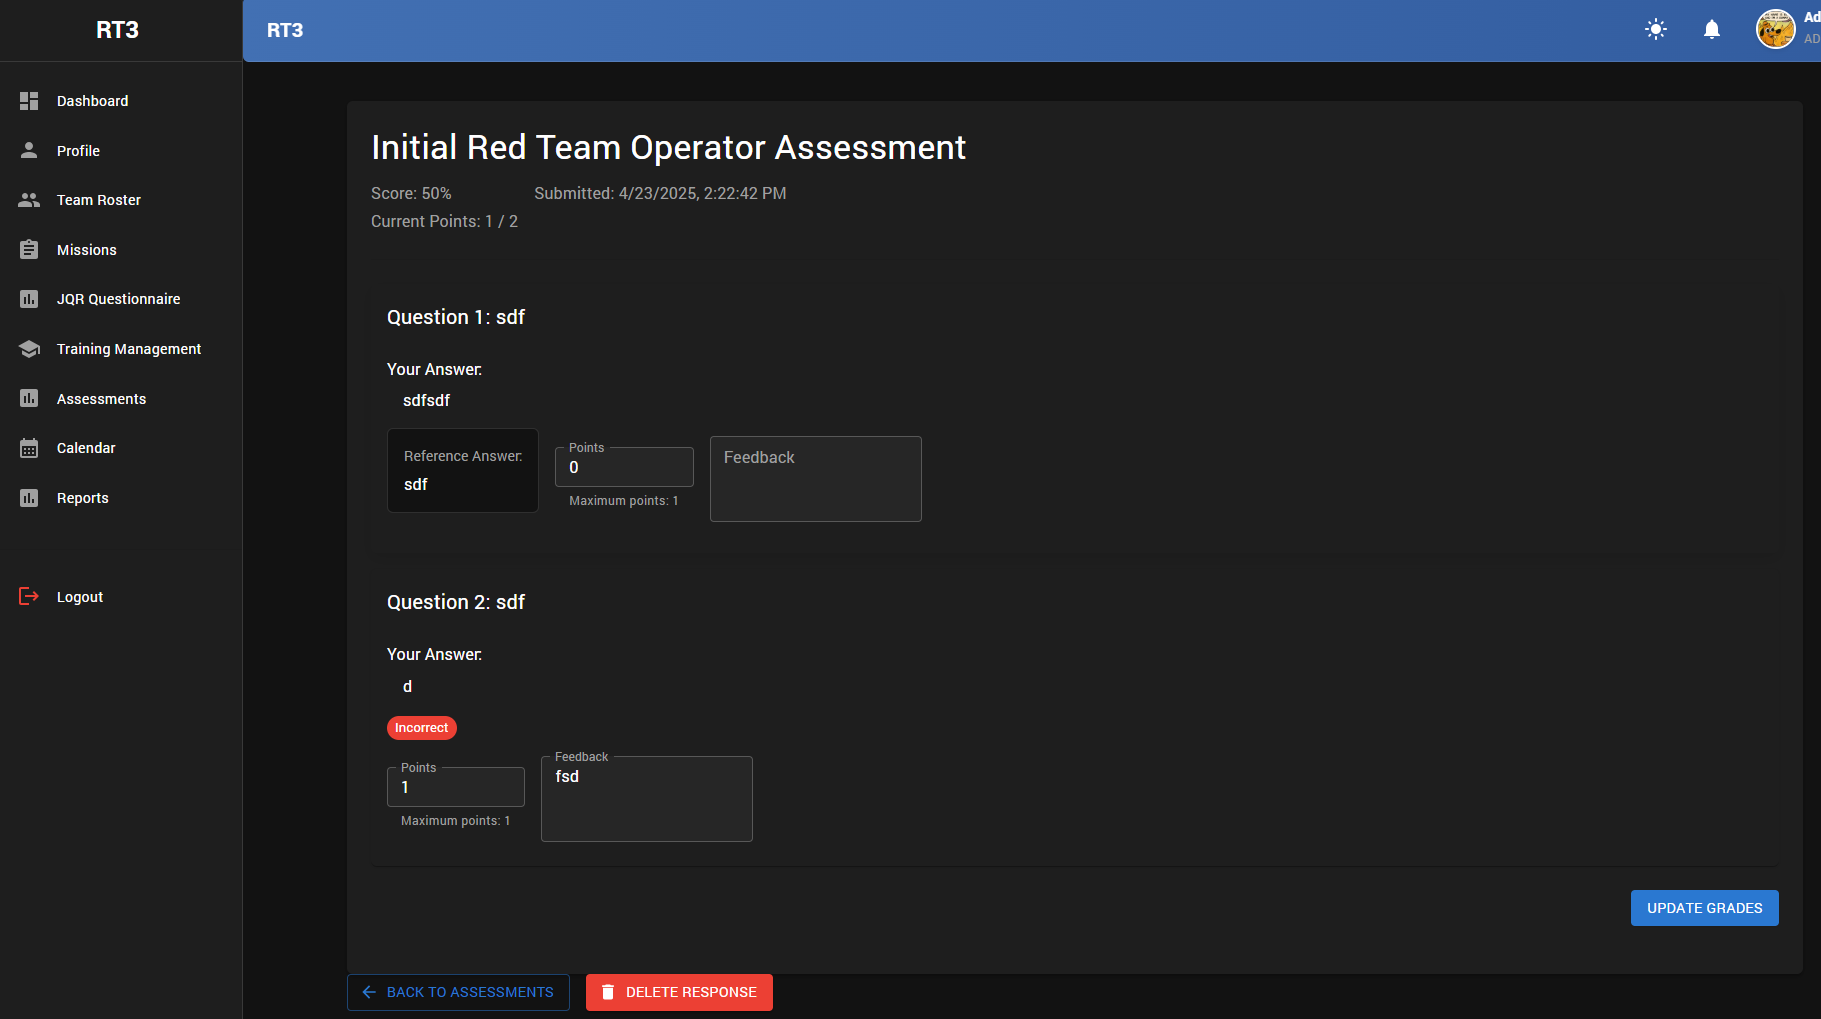 RT3
RT3
Ad
AD
Dashboard
Profile
Team Roster
Missions
JQR Questionnaire
Training Management
Assessments
Calendar
Reports
Logout
Initial Red Team Operator Assessment
Score: 50% Submitted: 4/23/2025, 2:22:42 PM
Current Points: 1 / 2
Question 1: sdf
Your Answer:
sdfsdf
Reference Answer:
sdf
Points
0
Maximum points: 1
Feedback
Question 2: sdf
Your Answer:
d
Incorrect
Points
1
Maximum points: 1
Feedback
fsd
UPDATE GRADES
BACK TO ASSESSMENTS
DELETE RESPONSE